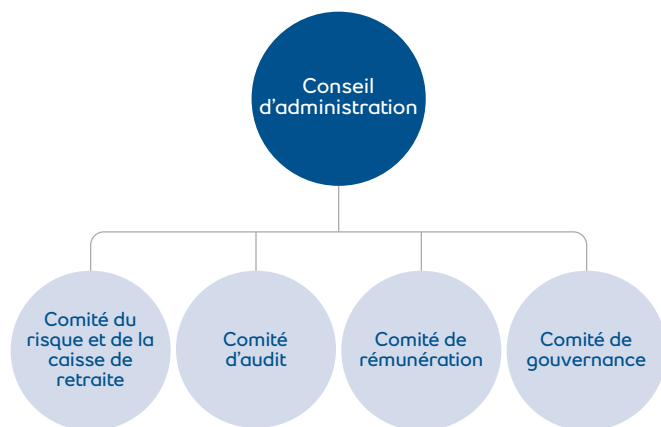 Conseil
d’administration
Comité du
risque et de la
caisse de
retraite
Comité
d’audit
Comité de
rémunération
Comité de
gouvernance